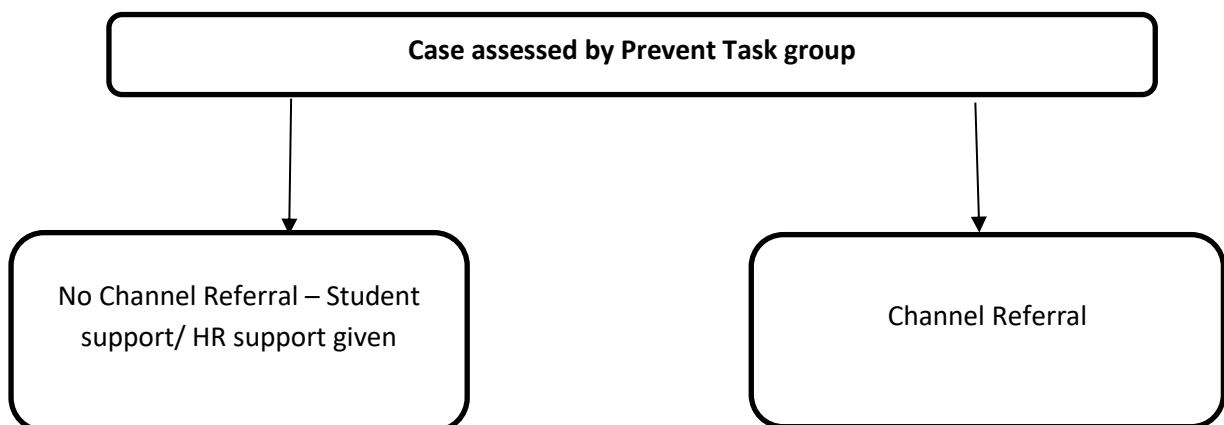 Case assessed by Prevent Task group
No Channel Referral – Student
support/ HR support given
Channel Referral